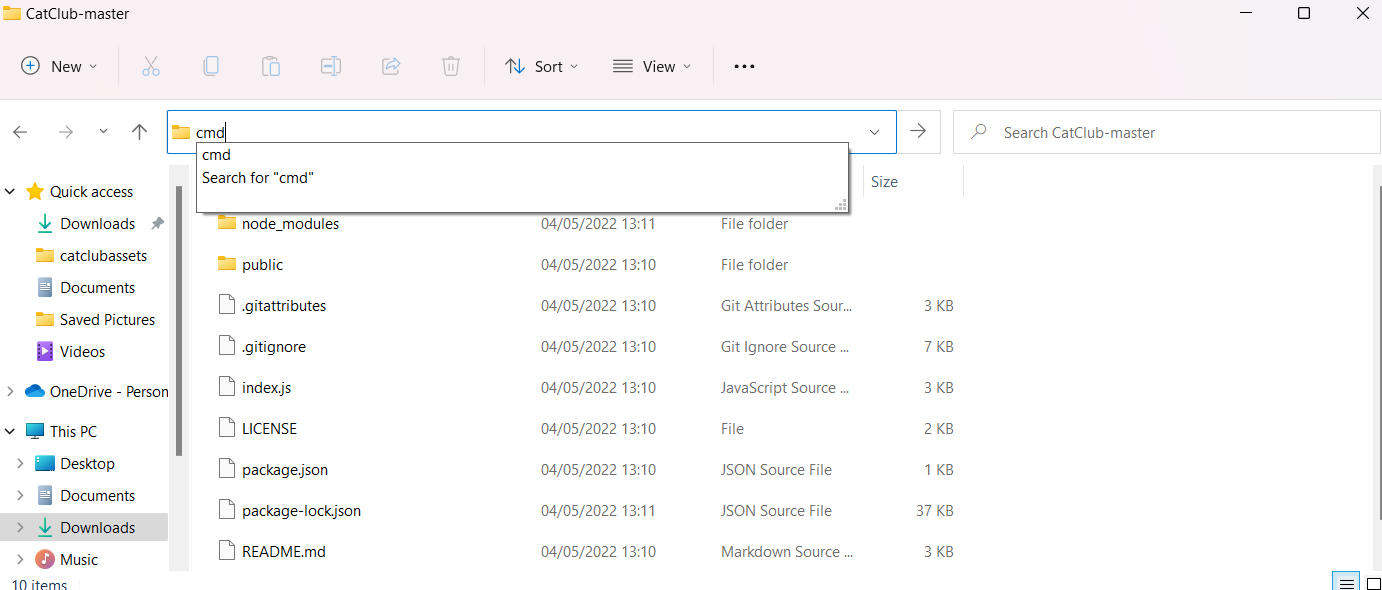 CatClub-master
New
Sort
View
cmd
Search CatClub-master
cmd
Search for "cmd"
Size
Quick access
Downloads
catclubassets
Documents
Saved Pictures
Videos
OneDrive - Person
This PC
Desktop
Documents
Downloads
Music
node_modules 04/05/2022 13:11 File folder
public 04/05/2022 13:10 File folder
.gitattributes 04/05/2022 13:10 Git Attributes Sour... 3 KB
.gitignore 04/05/2022 13:10 Git Ignore Source ... 7 KB
index.js 04/05/2022 13:10 JavaScript Source ... 3 KB
LICENSE 04/05/2022 13:10 File 2 KB
package.json 04/05/2022 13:10 JSON Source File 1 KB
package-lock.json 04/05/2022 13:11 JSON Source File 37 KB
README.md 04/05/2022 13:10 Markdown Source ... 3 KB
10 items